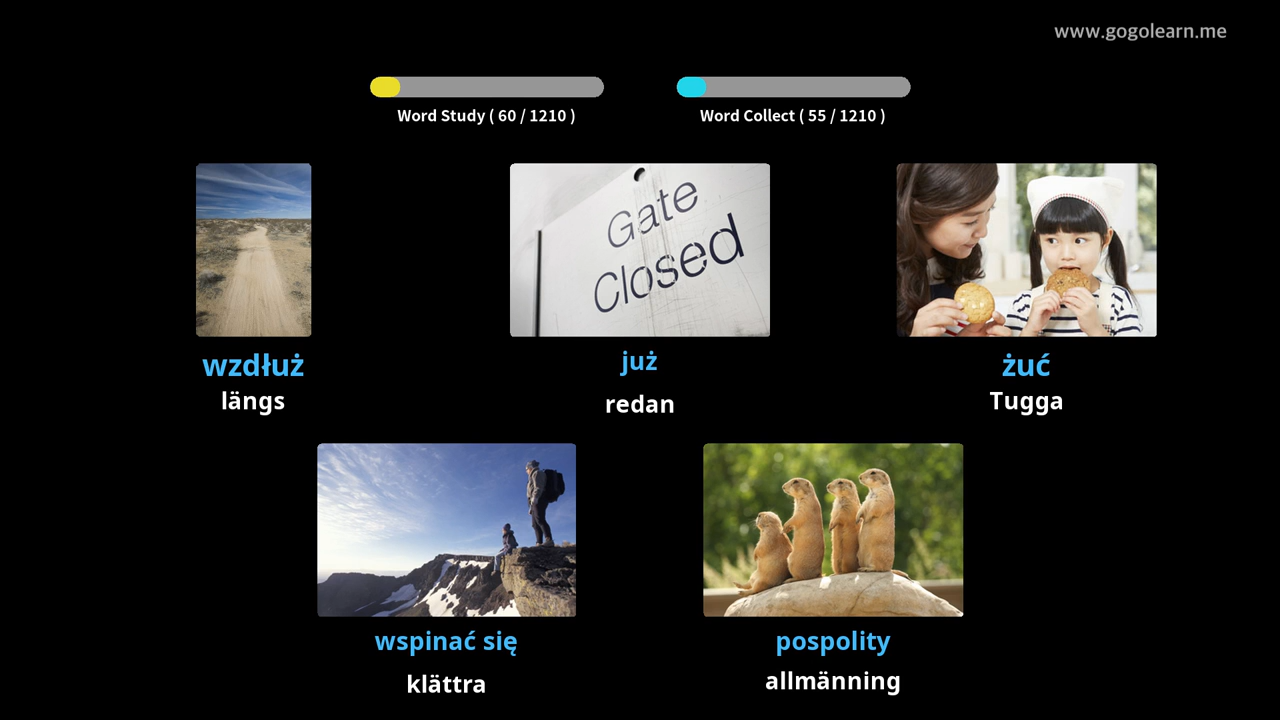 www.gogolearn.me
Word Study ( 60 / 1210 )
Word Collect ( 55 / 1210 )
Gate
Closed
wzdłuż
längs
już
redan
żuć
Tugga
wspinać się
klättra
pospolity
allmänning